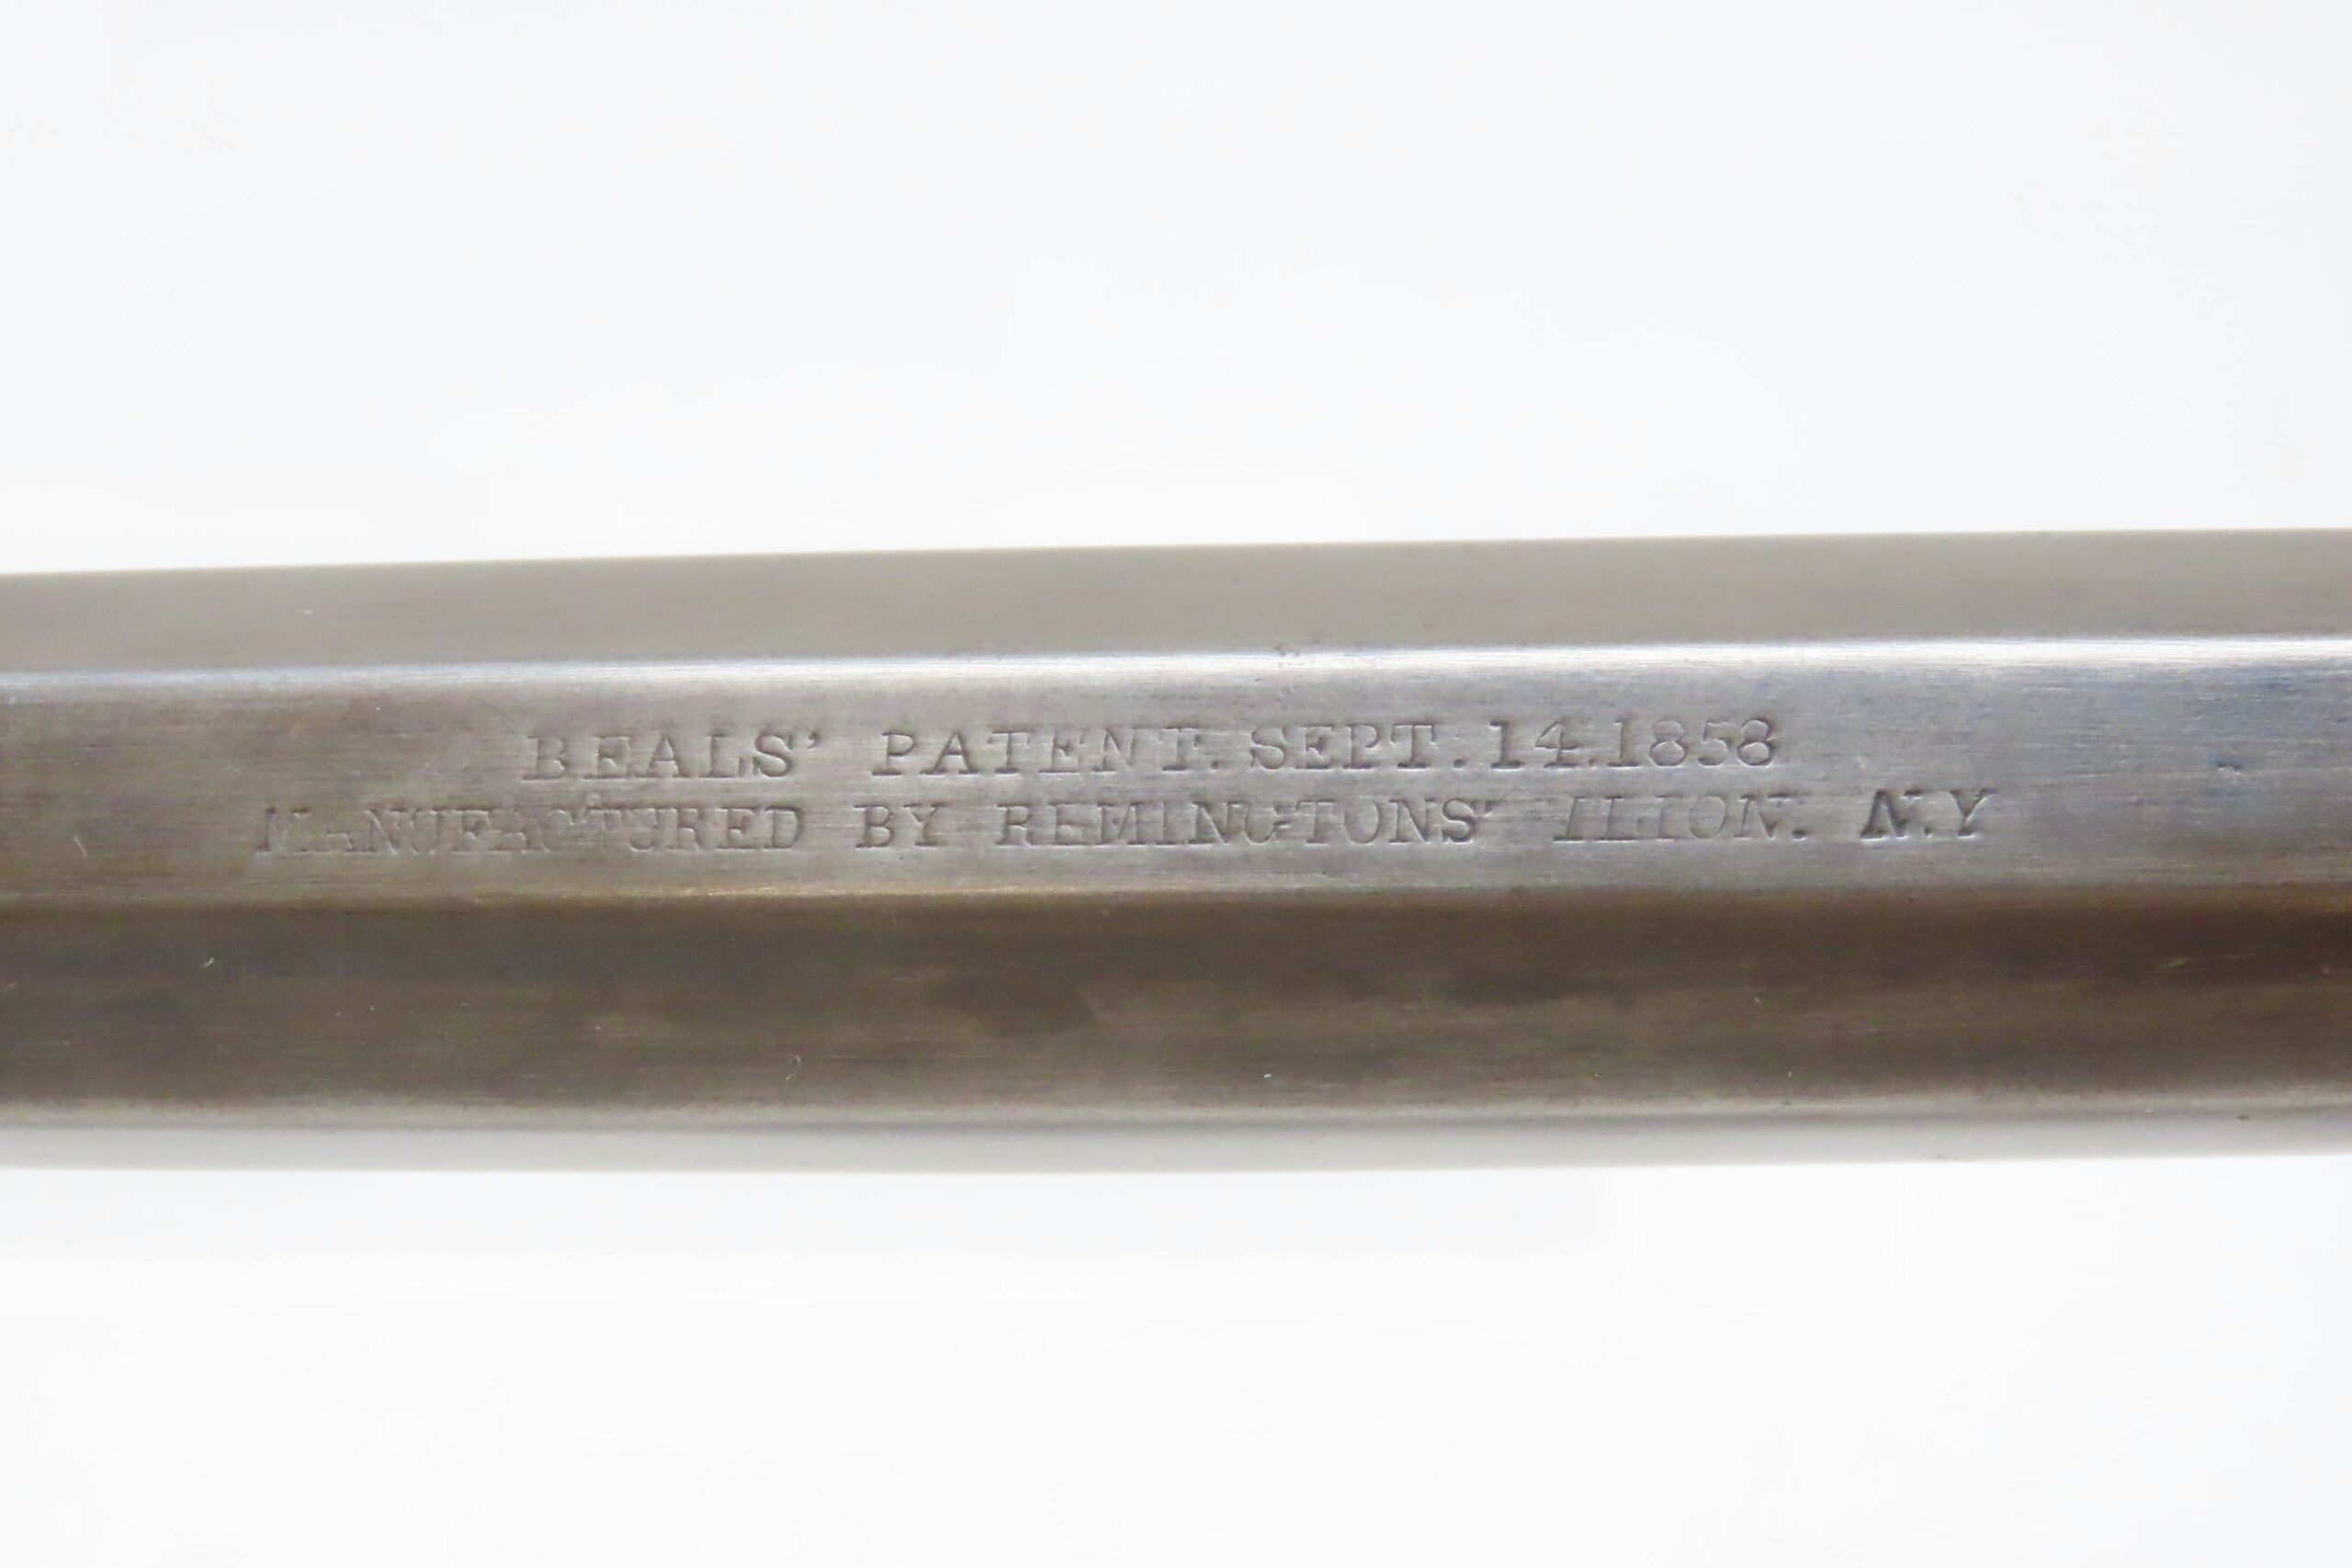 BEALS' PATENT. SEPT. 14. 1858
MANUFACTURED BY REMINGTONS' ILION. N.Y